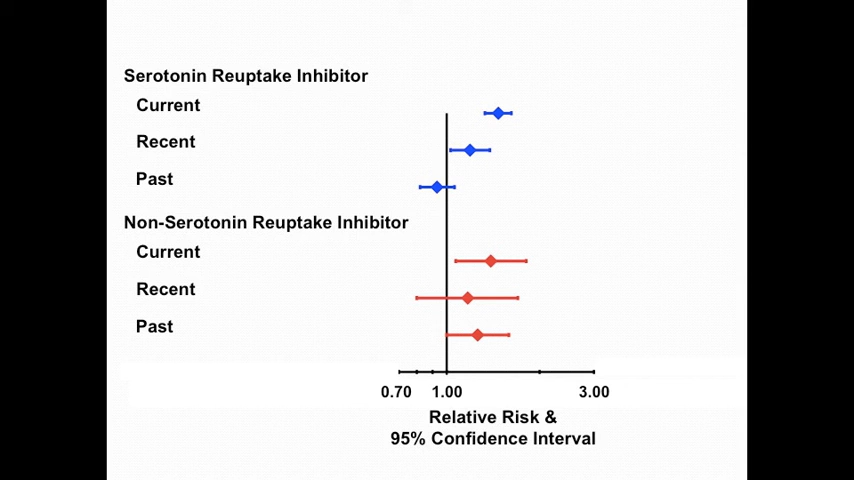 Serotonin Reuptake Inhibitor
Current
Recent
Past
Non-Serotonin Reuptake Inhibitor
Current
Recent
Past
0.70 1.00 3.00
Relative Risk &
95% Confidence Interval